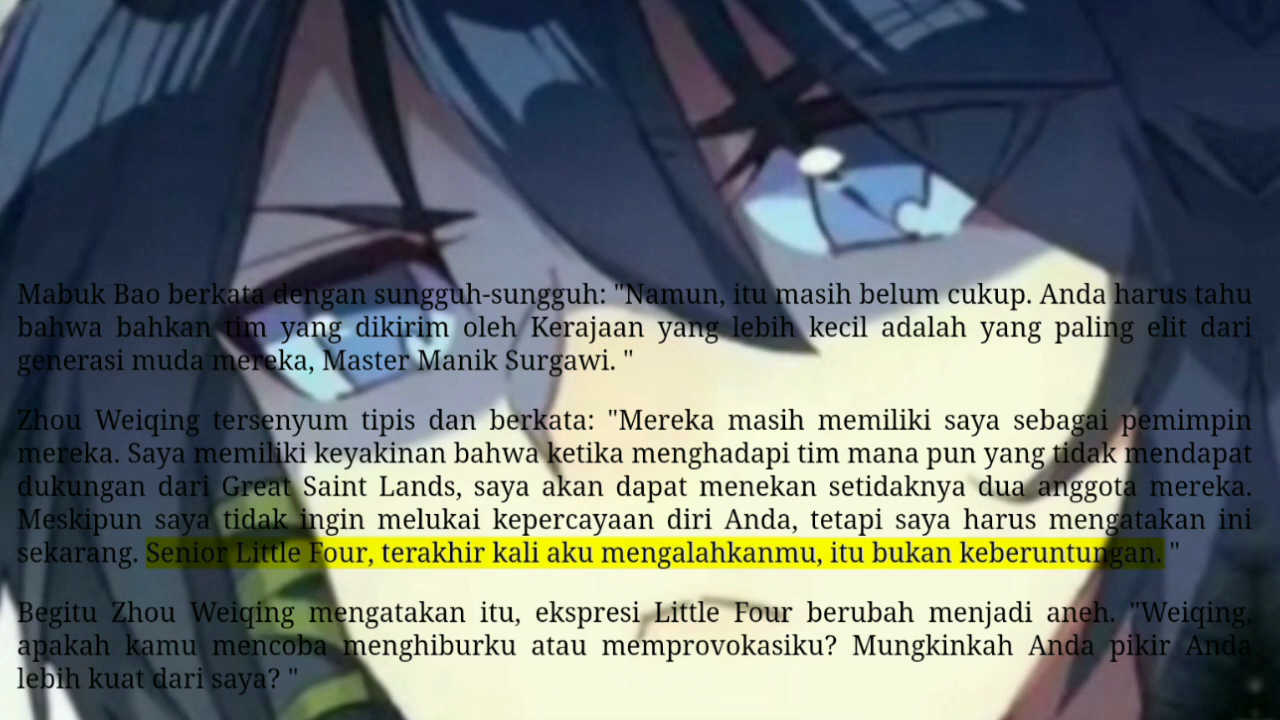 Mabuk Bao berkata dengan sungguh-sungguh: "Namun, itu masih belum cukup. Anda harus tahu
bahwa bahkan tim yang dikirim oleh Kerajaan yang lebih kecil adalah yang paling elit dari
generasi muda mereka, Master Manik Surgawi. "
Zhou Weiqing tersenyum tipis dan berkata: "Mereka masih memiliki saya sebagai pemimpin
mereka. Saya memiliki keyakinan bahwa ketika menghadapi tim mana pun yang tidak mendapat
dukungan dari Great Saint Lands, saya akan dapat menekan setidaknya dua anggota mereka.
Meskipun saya tidak ingin melukai kepercayaan diri Anda, tetapi saya harus mengatakan ini
sekarang. Senior Little Four, terakhir kali aku mengalahkanmu, itu bukan keberuntungan. "
Begitu Zhou Weiqing mengatakan itu, ekspresi Little Four berubah menjadi aneh. "Weiqing,
apakah kamu mencoba menghiburku atau memprovokasiku? Mungkinkah Anda pikir Anda
lebih kuat dari saya? "